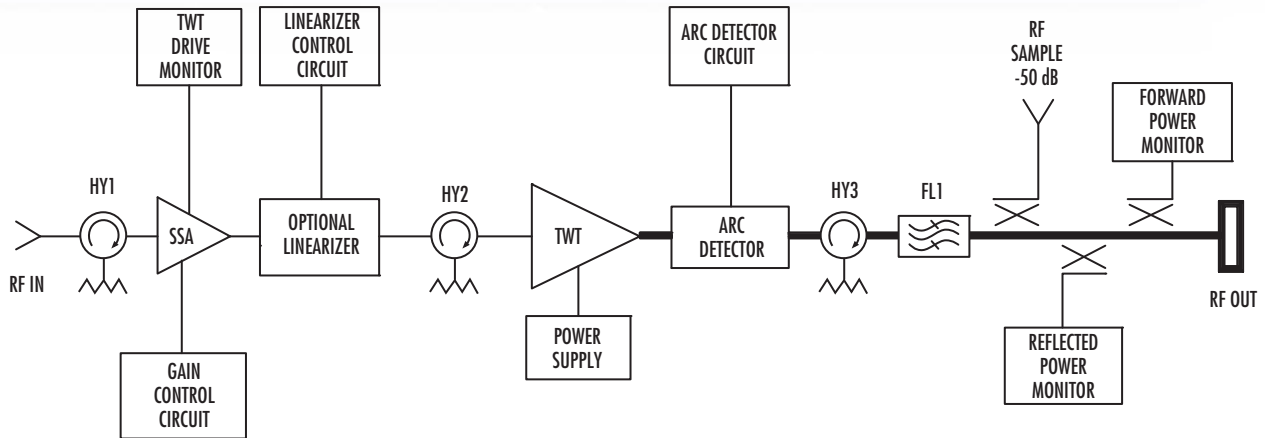 TWT
DRIVE
MONITOR
LINEARIZER
CONTROL
CIRCUIT
ARC DETECTOR
CIRCUIT
RF
SAMPLE
-50 dB
FORWARD
POWER
MONITOR
HY1
SSA
OPTIONAL
LINEARIZER
HY2
TWT
ARC
DETECTOR
HY3
FL1
RF IN
RF OUT
GAIN
CONTROL
CIRCUIT
POWER
SUPPLY
REFLECTED
POWER
MONITOR